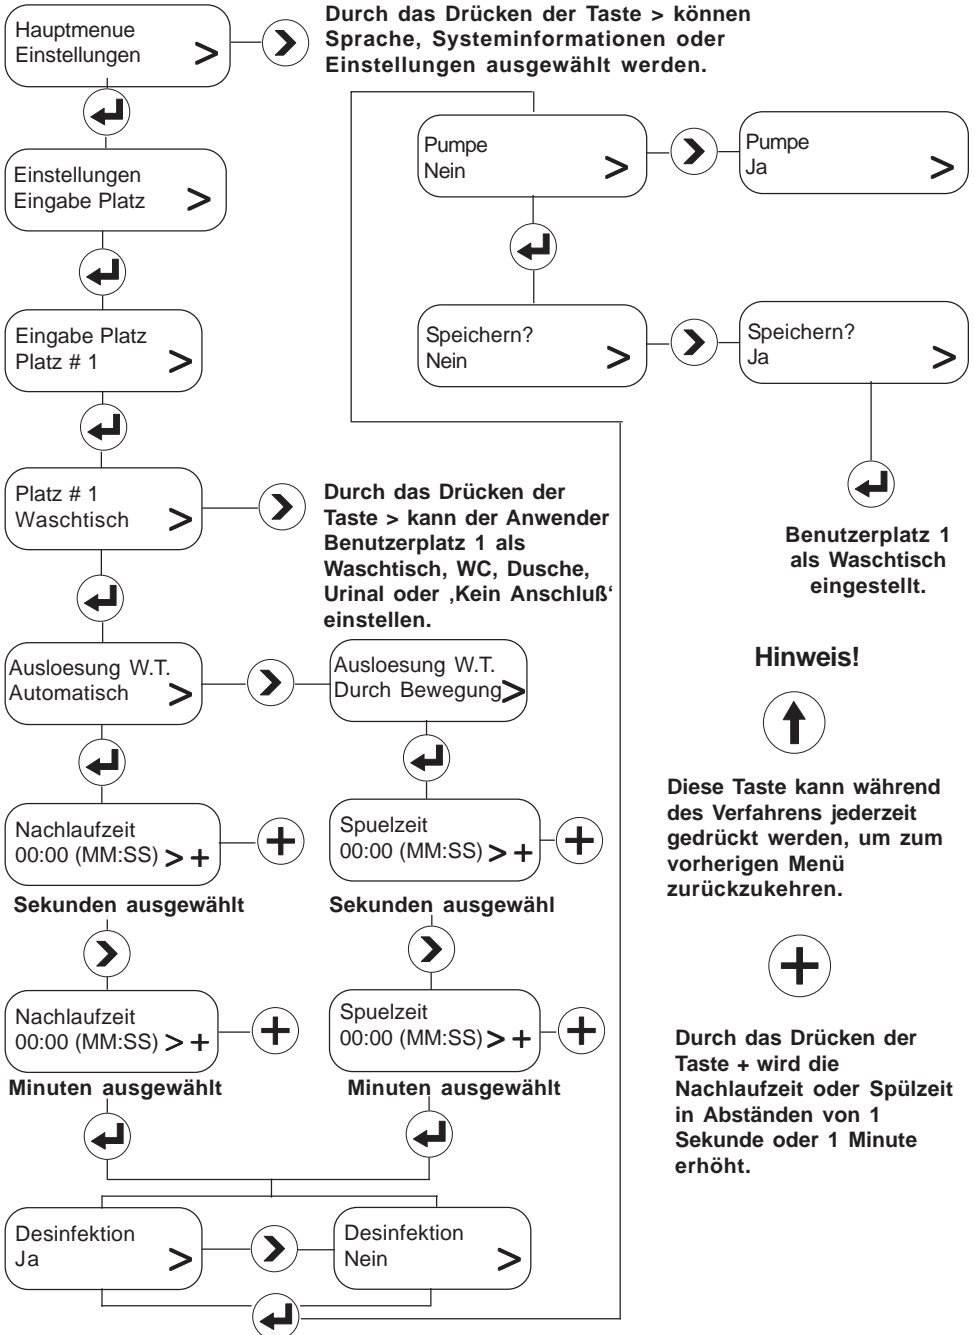 Hauptmenue
Einstellungen >
Durch das Drücken der Taste > können
Sprache, Systeminformationen oder
Einstellungen ausgewählt werden.
Einstellungen
Eingabe Platz >
Eingabe Platz
Platz # 1 >
Platz # 1
Waschtisch >
Durch das Drücken der
Taste > kann der Anwender
Benutzerplatz 1 als
Waschtisch, WC, Dusche,
Urinal oder ‚Kein Anschluß‘
einstellen.
Ausloesung W.T.
Automatisch >
Ausloesung W.T.
Durch Bewegung >
Nachlaufzeit
00:00 (MM:SS) > +
+
Sekunden ausgewählt
Spuelzeit
00:00 (MM:SS) > +
+
Sekunden ausgewähl
Nachlaufzeit
00:00 (MM:SS) > +
+
Minuten ausgewählt
Spuelzeit
00:00 (MM:SS) > +
+
Minuten ausgewählt
Desinfektion
Ja >
Desinfektion
Nein >
Pumpe
Nein >
Pumpe
Ja >
Speichern?
Nein >
Speichern?
Ja >
Benutzerplatz 1
als Waschtisch
eingestellt.
Hinweis!
Diese Taste kann während
des Verfahrens jederzeit
gedrückt werden, um zum
vorherigen Menü
zurückzukehren.
+
Durch das Drücken der
Taste + wird die
Nachlaufzeit oder Spülzeit
in Abständen von 1
Sekunde oder 1 Minute
erhöht.